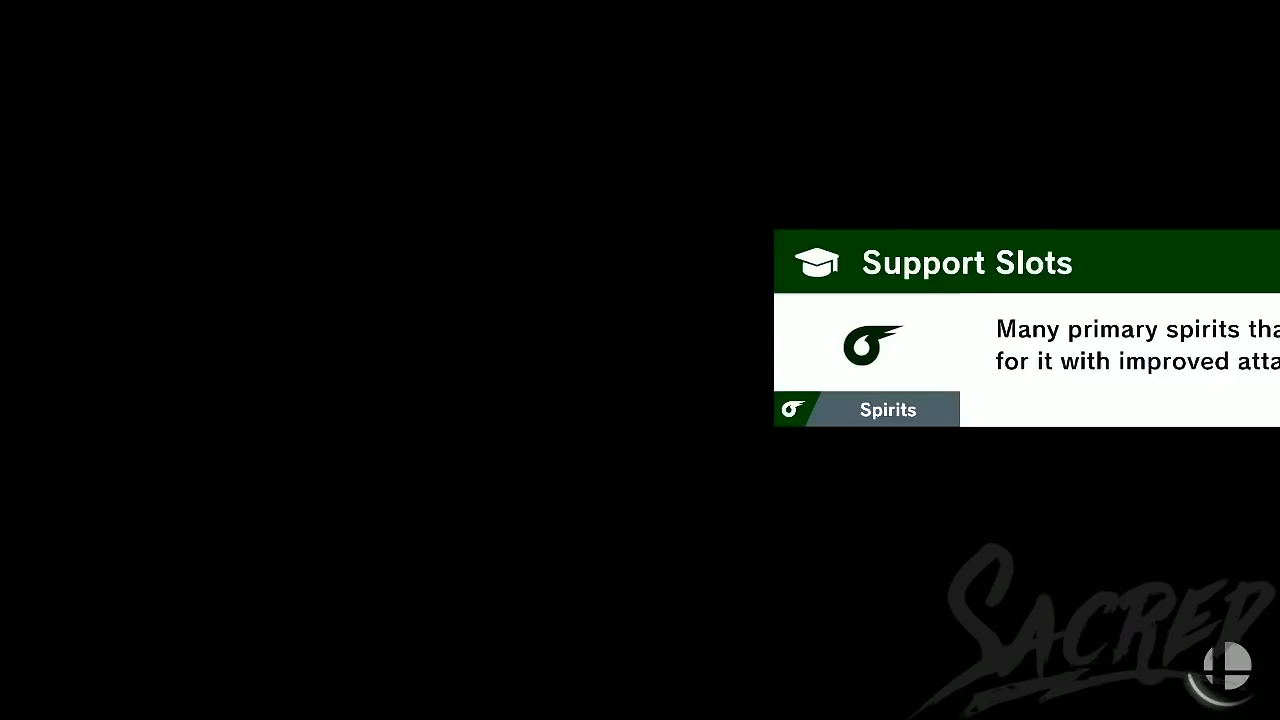 Support Slots
Many primary spirits tha
for it with improved atta
Spirits
SACRED